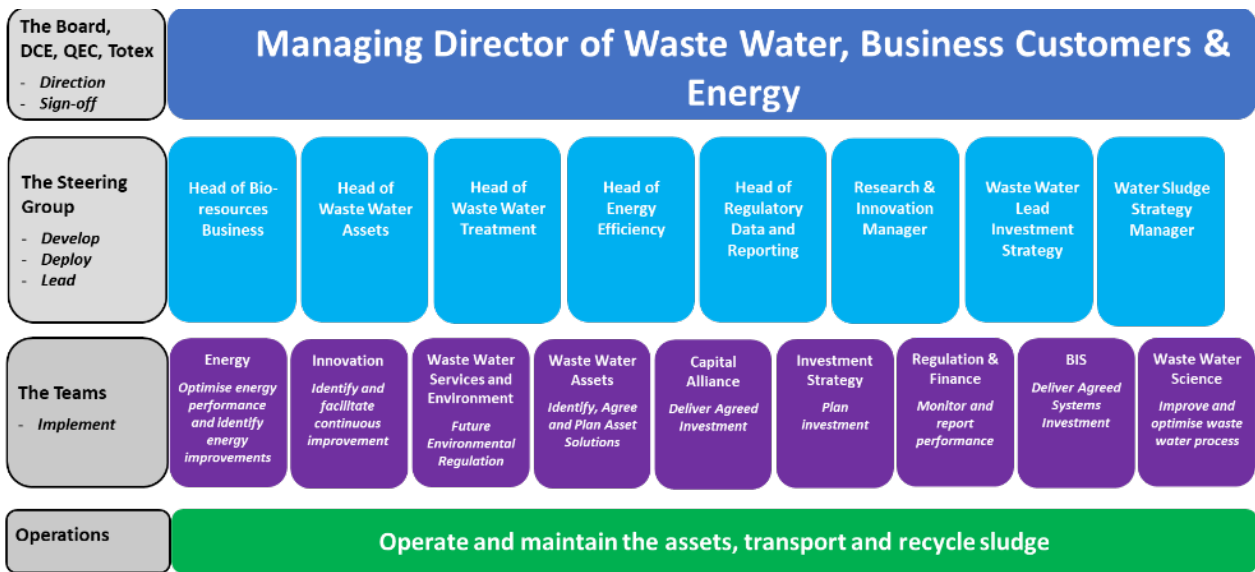 The Board,
DCE, QEC, Totex
- Direction
- Sign-off
Managing Director of Waste Water, Business Customers &
Energy
The Steering
Group
- Develop
- Deploy
- Lead
Head of Bio-
resources
Business
Head of
Waste Water
Assets
Head of
Waste Water
Treatment
Head of
Energy
Efficiency
Head of
Regulatory
Data and
Reporting
Research &
Innovation
Manager
Waste Water
Lead
Investment
Strategy
Water Sludge
Strategy
Manager
The Teams
- Implement
Energy
Optimise energy
performance
and identify
energy
improvements
Innovation
Identify and
facilitate
continuous
improvement
Waste Water
Services and
Environment
Future
Environmental
Regulation
Waste Water
Assets
Identify, Agree
and Plan Asset
Solutions
Capital
Alliance
Deliver Agreed
Investment
Investment
Strategy
Plan
investment
Regulation &
Finance
Monitor and
report
performance
BIS
Deliver Agreed
Systems
Investment
Waste Water
Science
Improve and
optimise waste
water process
Operations
Operate and maintain the assets, transport and recycle sludge